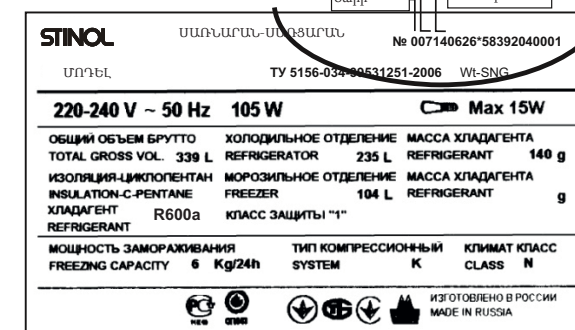 STINOL ՍԱՌՆԱՐԱՆ-ՍԱՌՑԱՐԱՆ
№ 007140626*58392040001
ՄՈԴԵԼ ТУ 5156-034-39531251-2006 Wt-SNG
220-240 V ~ 50 Hz 105 W Max 15W
ОБЩИЙ ОБЪЕМ БРУТТО ХОЛОДИЛЬНОЕ ОТДЕЛЕНИЕ МАССА ХЛАДАГЕНТА
TOTAL GROSS VOL. 339 L REFRIGERATOR 235 L REFRIGERANT 140 g
ИЗОЛЯЦИЯ-ЦИКЛОПЕНТАН МОРОЗИЛЬНОЕ ОТДЕЛЕНИЕ МАССА ХЛАДАГЕНТА
INSULATION-C-PENTANE FREEZER 104 L REFRIGERANT g
ХЛАДАГЕНТ R600a КЛАСС ЗАЩИТЫ "1"
REFRIGERANT
МОЩНОСТЬ ЗАМОРАЖИВАНИЯ ТИП КОМПРЕССИОННЫЙ КЛИМАТ КЛАСС
FREEZING CAPACITY 6 Kg/24h SYSTEM K CLASS N
ИЗГОТОВЛЕНО В РОССИИ
MADE IN RUSSIA